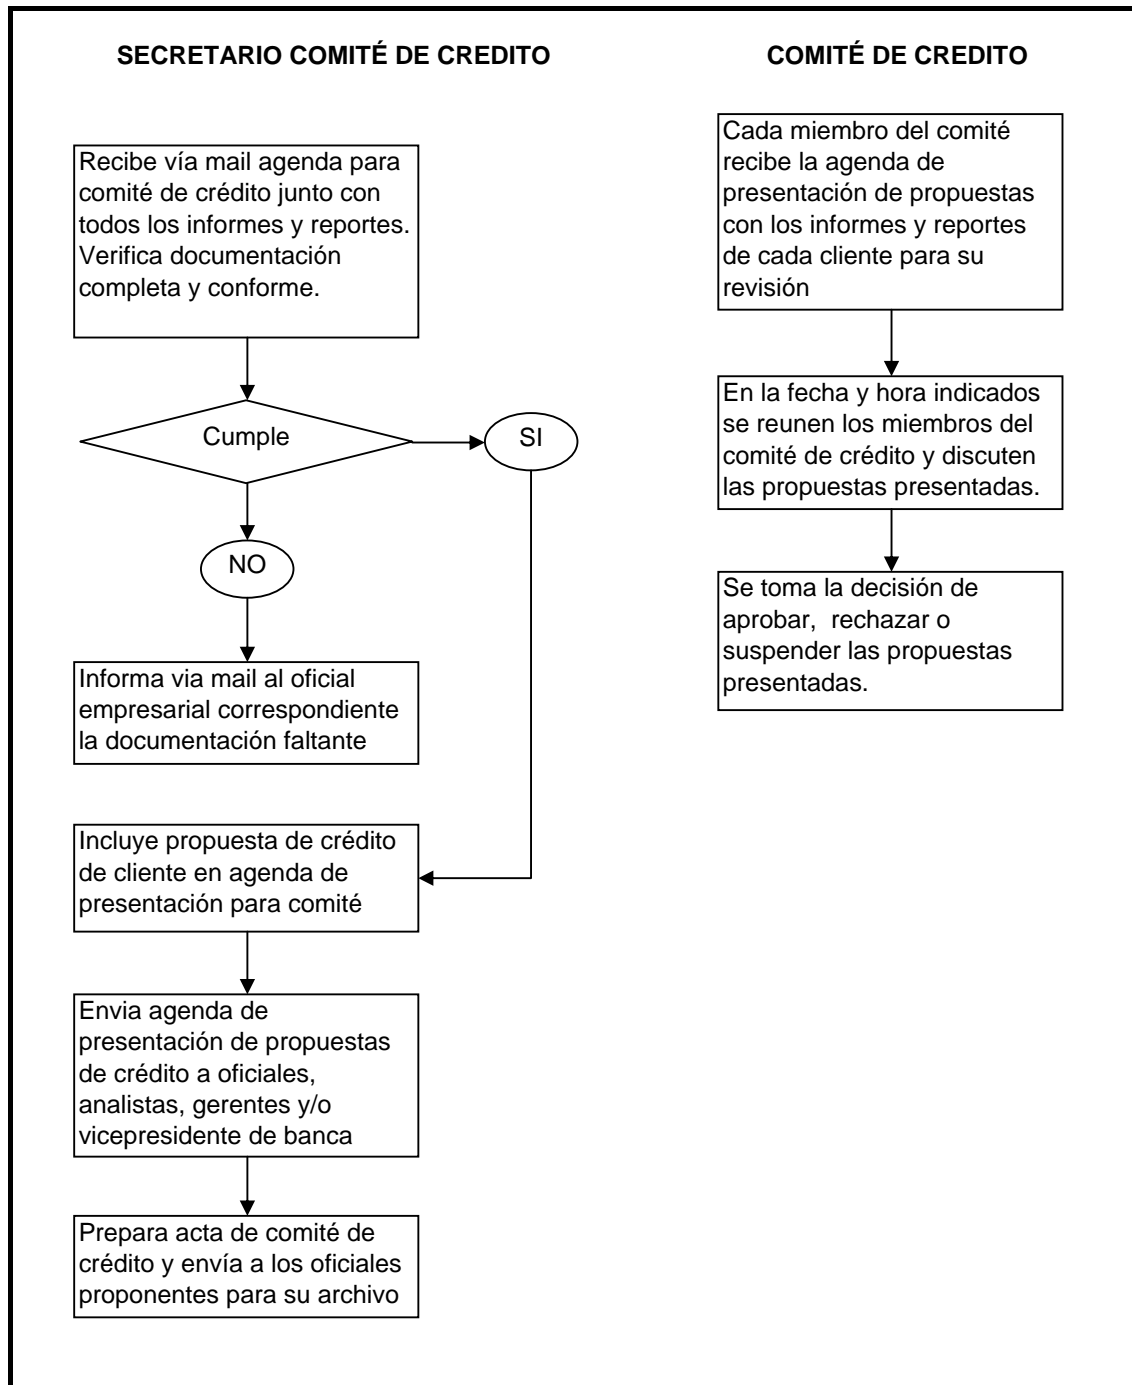 SECRETARIO COMITÉ DE CREDITO
Recibe vía mail agenda para
comité de crédito junto con
todos los informes y reportes.
Verifica documentación
completa y conforme.
Cumple
SI
NO
Informa via mail al oficial
empresarial correspondiente
la documentación faltante
Incluye propuesta de crédito
de cliente en agenda de
presentación para comité
Envia agenda de
presentación de propuestas
de crédito a oficiales,
analistas, gerentes y/o
vicepresidente de banca
Prepara acta de comité de
crédito y envía a los oficiales
proponentes para su archivo
COMITÉ DE CREDITO
Cada miembro del comité
recibe la agenda de
presentación de propuestas
con los informes y reportes
de cada cliente para su
revisión
En la fecha y hora indicados
se reunen los miembros del
comité de crédito y discuten
las propuestas presentadas.
Se toma la decisión de
aprobar,  rechazar o
suspender las propuestas
presentadas.